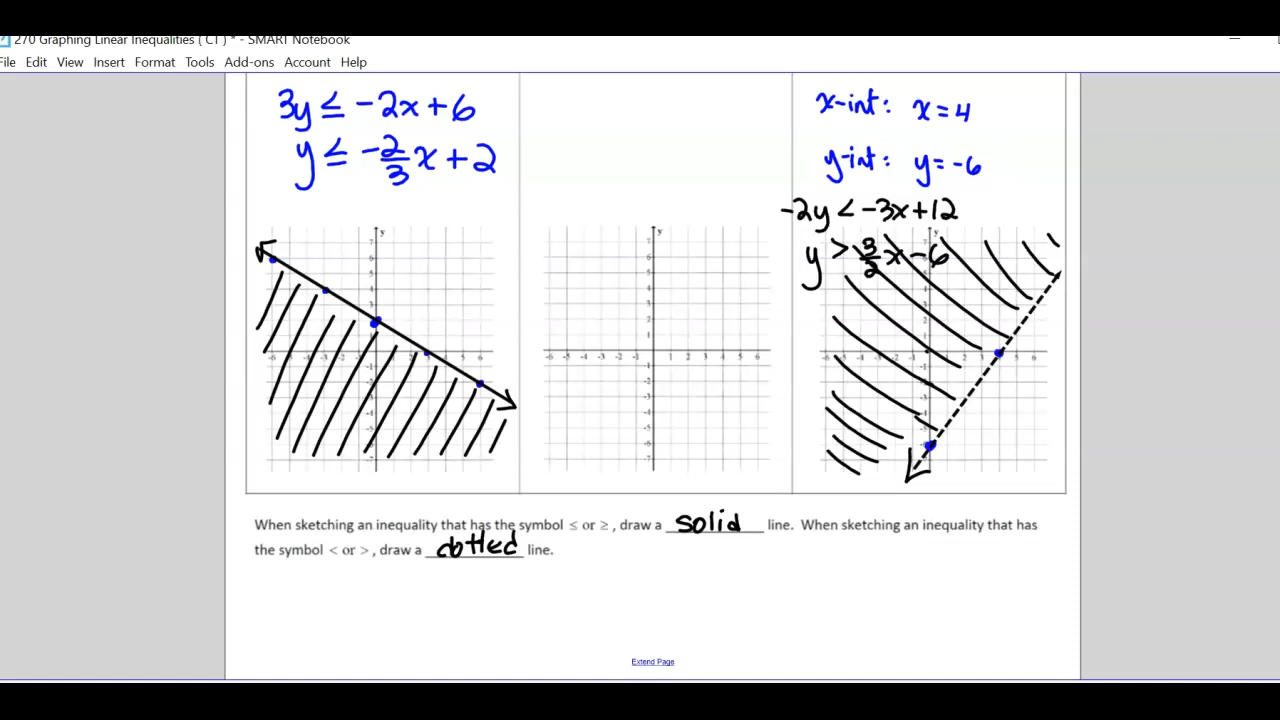 270 Graphing Linear Inequalities ( CT ) * - SMART Notebook
File Edit View Insert Format Tools Add-ons Account Help
3y ≤ -2x + 6
y ≤ -2/3 x + 2
x-int: x = 4
y-int: y = -6
-2y < -3x + 12
y > 3/2 x - 6
When sketching an inequality that has the symbol ≤ or ≥ , draw a solid line. When sketching an inequality that has
the symbol < or > , draw a dotted line.
Extend Page